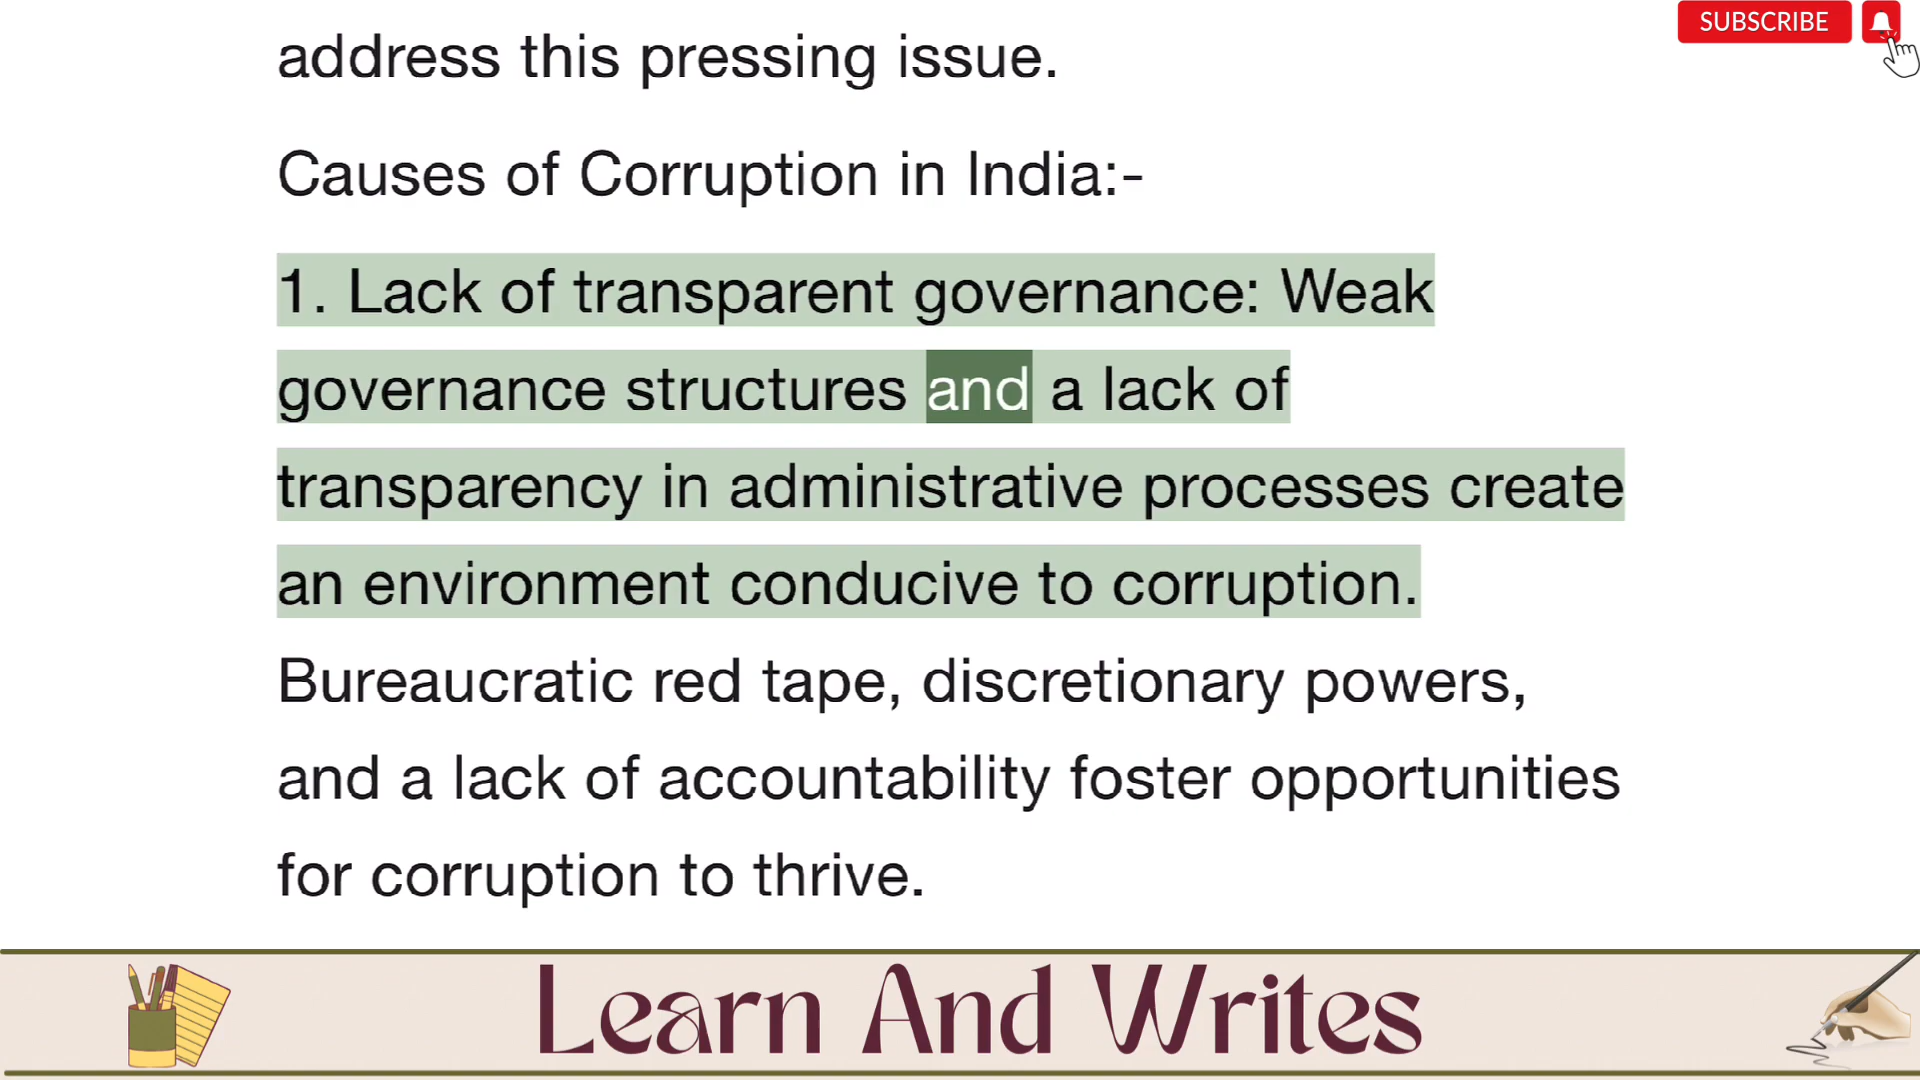 SUBSCRIBE
address this pressing issue.
Causes of Corruption in India:-
1. Lack of transparent governance: Weak
governance structures and a lack of
transparency in administrative processes create
an environment conducive to corruption.
Bureaucratic red tape, discretionary powers,
and a lack of accountability foster opportunities
for corruption to thrive.
Learn And Writes